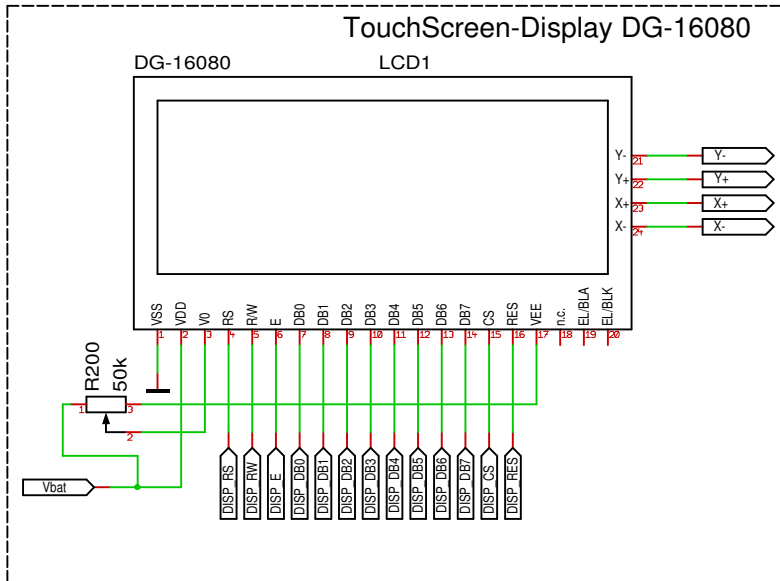 TouchScreen-Display DG-16080
DG-16080 LCD1
Y- 21 Y-
Y+ 22 Y+
X+ 23 X+
X- 24 X-
VSS VDD V0 RS R/W E DB0 DB1 DB2 DB3 DB4 DB5 DB6 DB7 CS RES VEE n.c. EL/BLA EL/BLK
1 2 3 4 5 6 7 8 9 10 11 12 13 14 15 16 17 18 19 20
R200
50k
1 3
2
Vbat
DISP_RS DISP_RW DISP_E DISP_DB0 DISP_DB1 DISP_DB2 DISP_DB3 DISP_DB4 DISP_DB5 DISP_DB6 DISP_DB7 DISP_CS DISP_RES